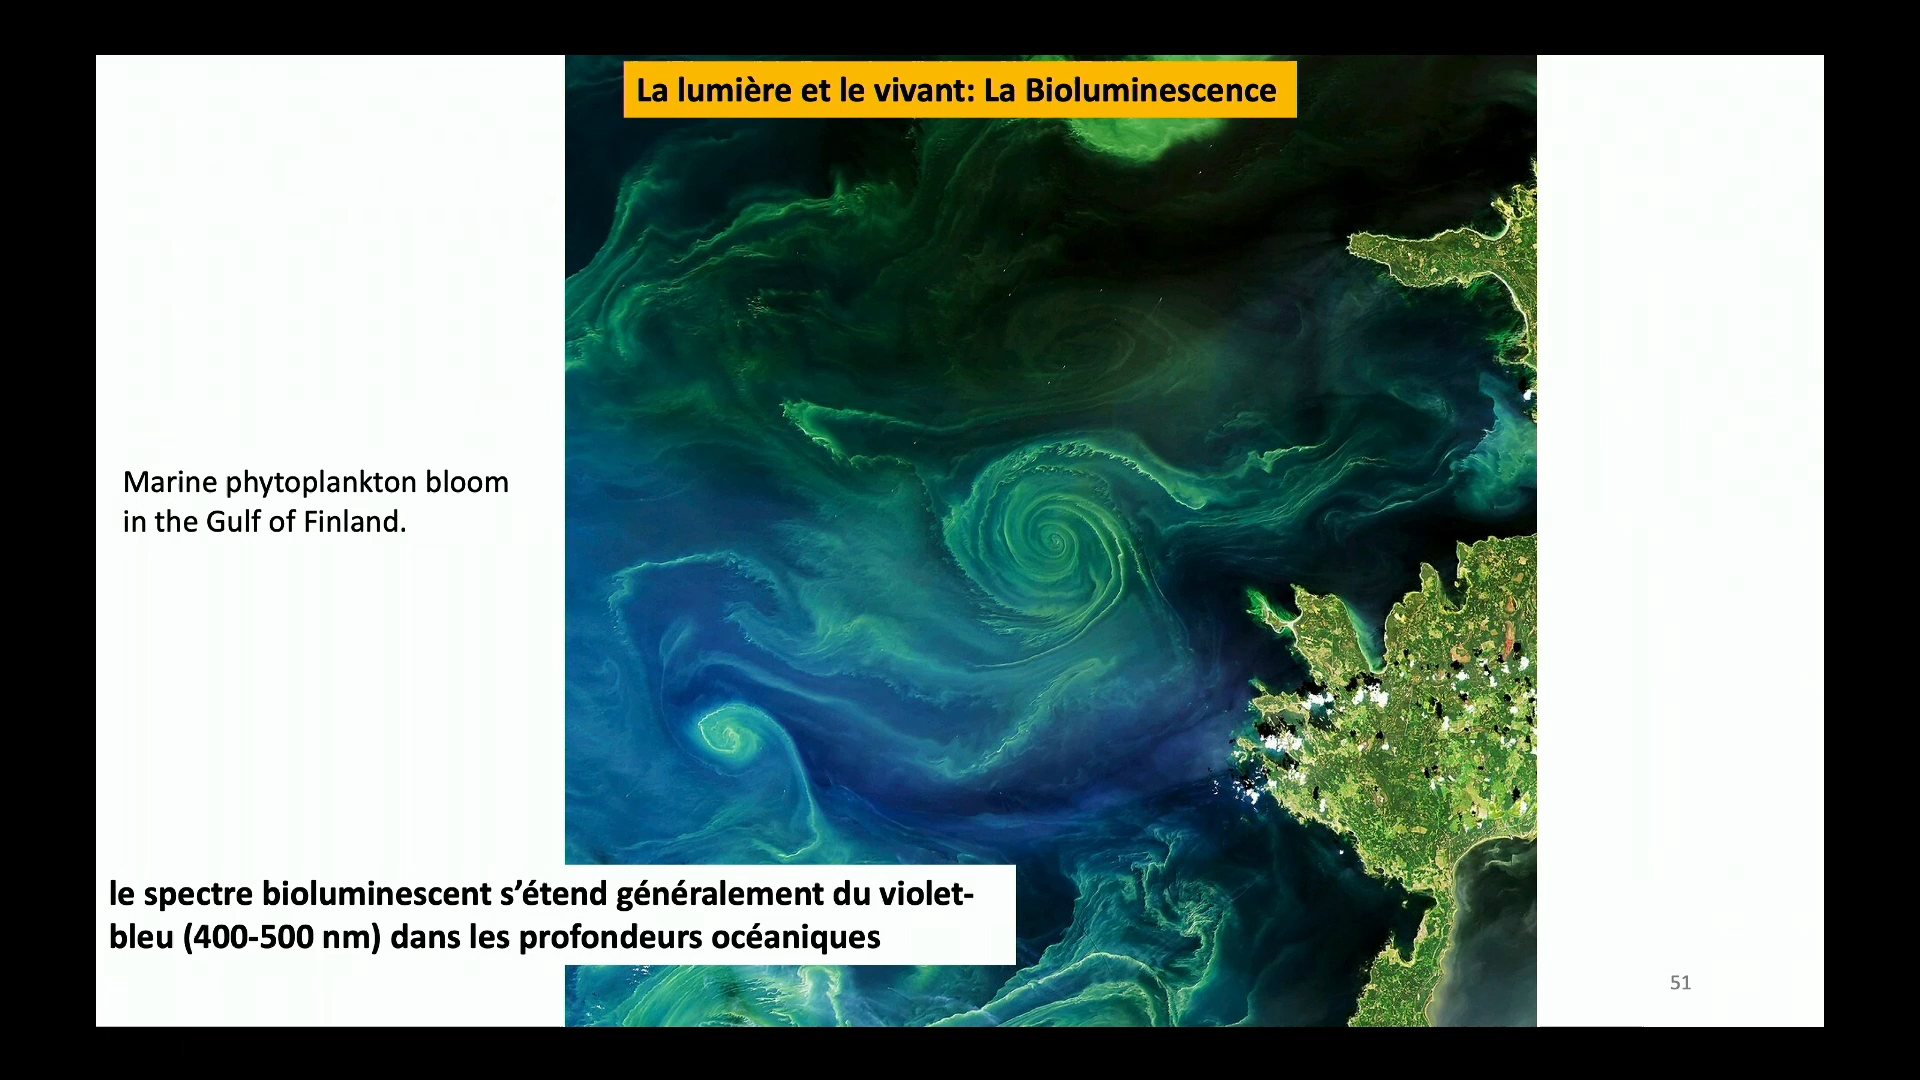 La lumière et le vivant: La Bioluminescence
Marine phytoplankton bloom
in the Gulf of Finland.
le spectre bioluminescent s’étend généralement du violet-
bleu (400-500 nm) dans les profondeurs océaniques
51